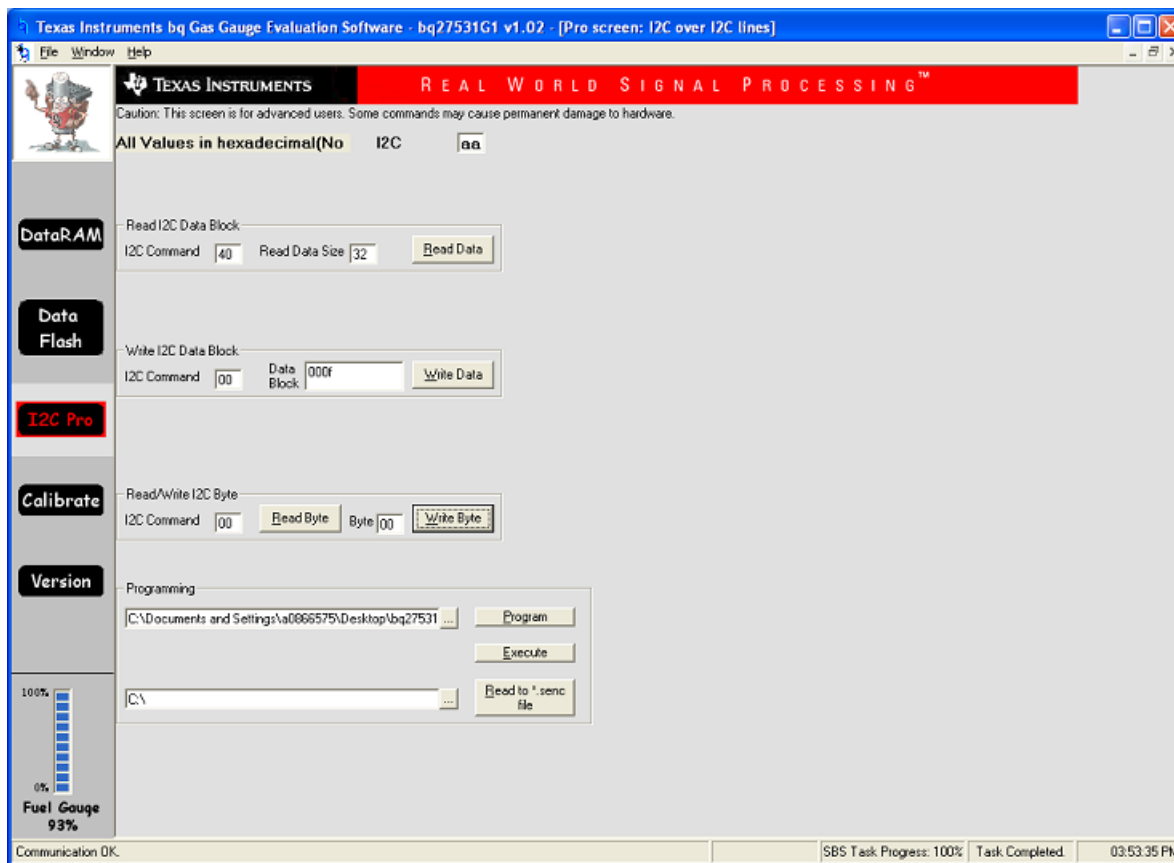 Texas Instruments bq Gas Gauge Evaluation Software - bq27531G1 v1.02 - [Pro screen: I2C over I2C lines]
File Window Help
TEXAS INSTRUMENTS REAL WORLD SIGNAL PROCESSING™
Caution: This screen is for advanced users. Some commands may cause permanent damage to hardware.
All Values in hexadecimal(No I2C aa
DataRAM
Read I2C Data Block
I2C Command 40 Read Data Size 32 Read Data
Data
Flash
Write I2C Data Block
I2C Command 00 Data Block 000f Write Data
I2C Pro
Calibrate
Read/Write I2C Byte
I2C Command 00 Read Byte Byte 00 Write Byte
Version
Programming
C:\Documents and Settings\a0866575\Desktop\bq27531 ... Program
Execute
C:\ ... Read to *.senc file
100%
0%
Fuel Gauge
93%
Communication OK. SBS Task Progress: 100% Task Completed. 03:53:35 PM